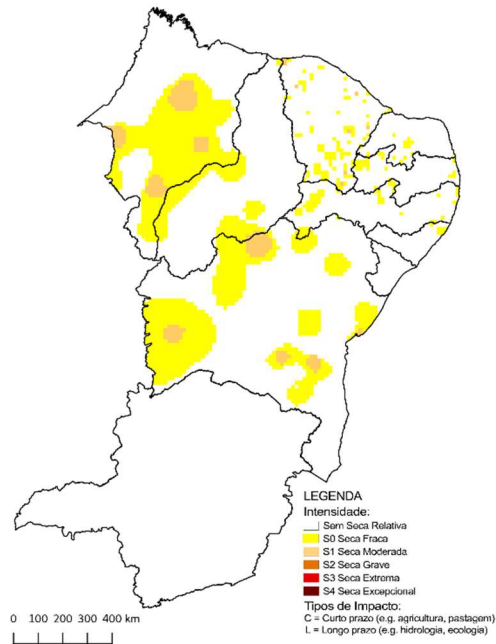 LEGENDA
Intensidade:
Sem Seca Relativa
S0 Seca Fraca
S1 Seca Moderada
S2 Seca Grave
S3 Seca Extrema
S4 Seca Excepcional
Tipos de Impacto:
C = Curto prazo (e.g. agricultura, pastagem)
L = Longo prazo (e.g. hidrologia, ecologia)
0 100 200 300 400 km